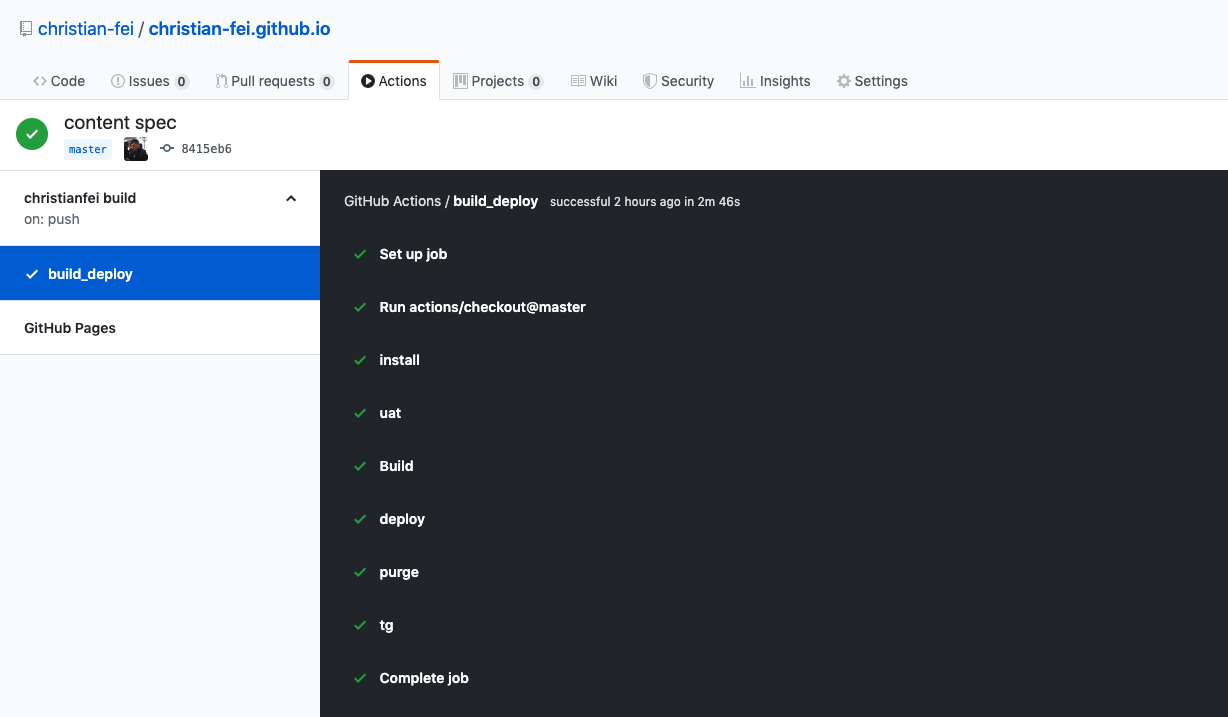 christian-fei / christian-fei.github.io
Code Issues 0 Pull requests 0 Actions Projects 0 Wiki Security Insights Settings
content spec
master 8415eb6
christianfei build
on: push
build_deploy
GitHub Pages
GitHub Actions / build_deploy successful 2 hours ago in 2m 46s
Set up job
Run actions/checkout@master
install
uat
Build
deploy
purge
tg
Complete job